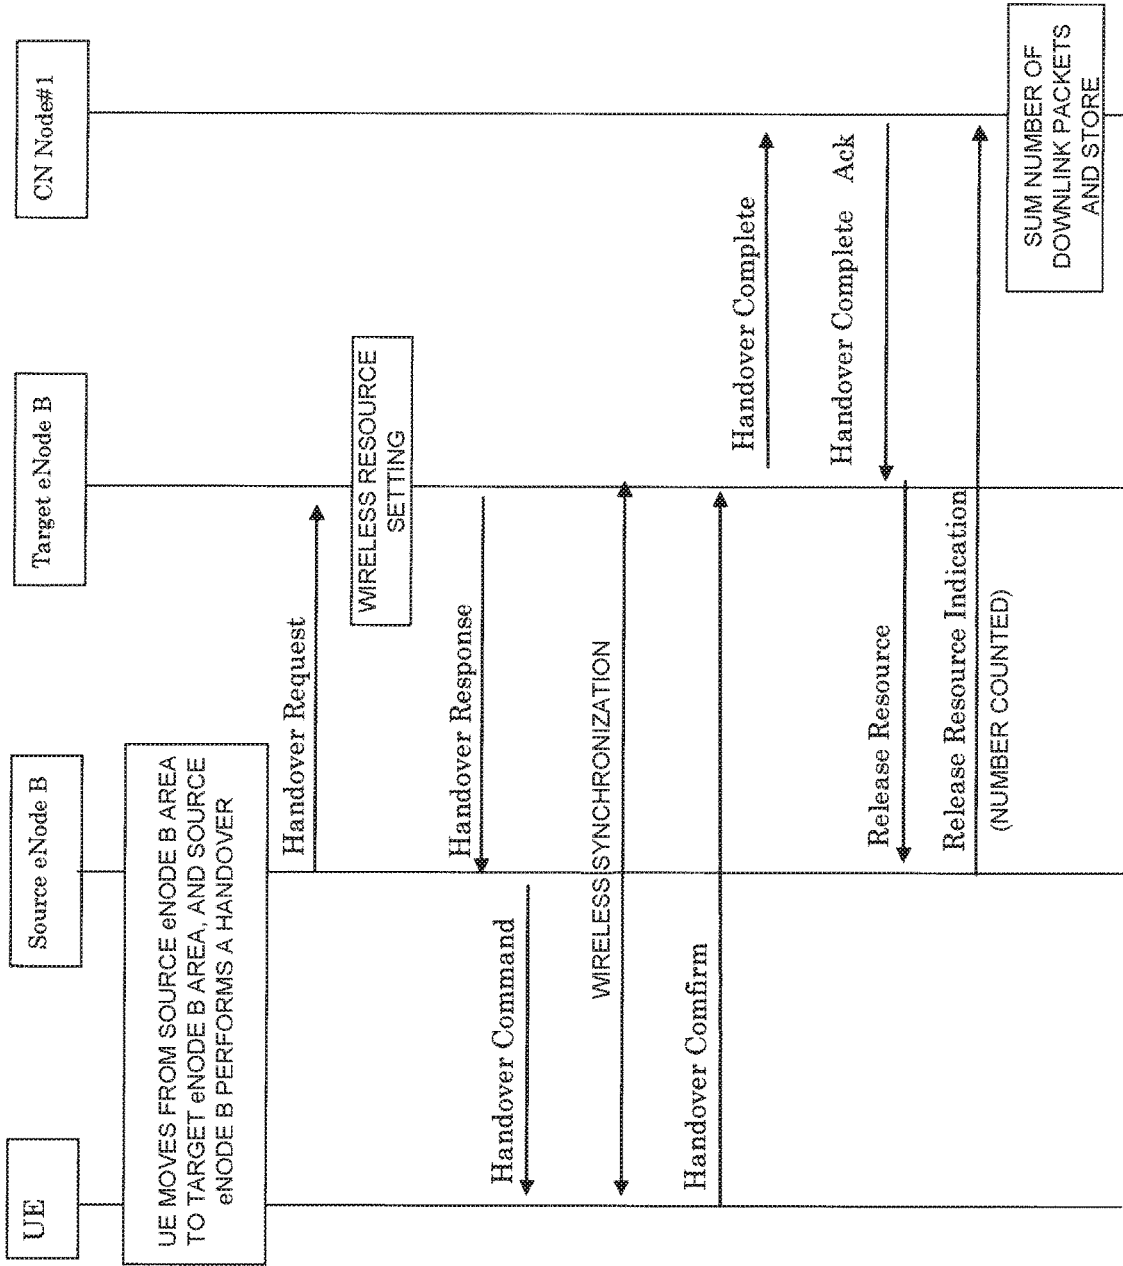 UE
Source eNode B
Target eNode B
CN Node#1
UE MOVES FROM SOURCE eNODE B AREA
TO TARGET eNODE B AREA, AND SOURCE
eNODE B PERFORMS A HANDOVER
Handover Request
WIRELESS RESOURCE
SETTING
Handover Response
Handover Command
WIRELESS SYNCHRONIZATION
Handover Comfirm
Handover Complete
Handover Complete Ack
Release Resource
Release Resource Indication
(NUMBER COUNTED)
SUM NUMBER OF
DOWNLINK PACKETS
AND STORE